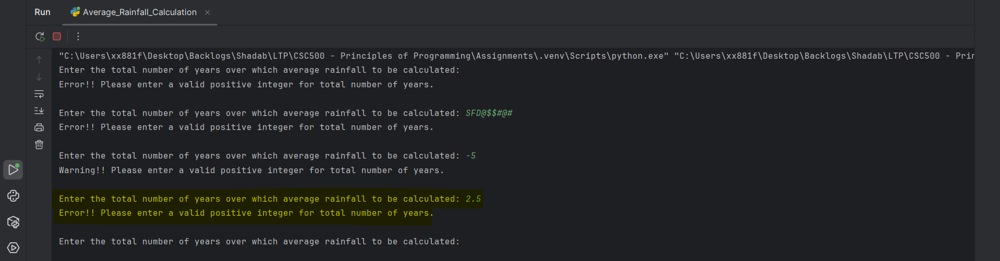 Run Average_Rainfall_Calculation
"C:\Users\xx881f\Desktop\Backlogs\Shadab\LTP\CSC500 - Principles of Programming\Assignments\.venv\Scripts\python.exe" "C:\Users\xx881f\Desktop\Backlogs\Shadab\LTP\CSC500 - Prin
Enter the total number of years over which average rainfall to be calculated:
Error!! Please enter a valid positive integer for total number of years.
Enter the total number of years over which average rainfall to be calculated: SFD@$$#@#
Error!! Please enter a valid positive integer for total number of years.
Enter the total number of years over which average rainfall to be calculated: -5
Warning!! Please enter a valid positive integer for total number of years.
Enter the total number of years over which average rainfall to be calculated: 2.5
Error!! Please enter a valid positive integer for total number of years.
Enter the total number of years over which average rainfall to be calculated: